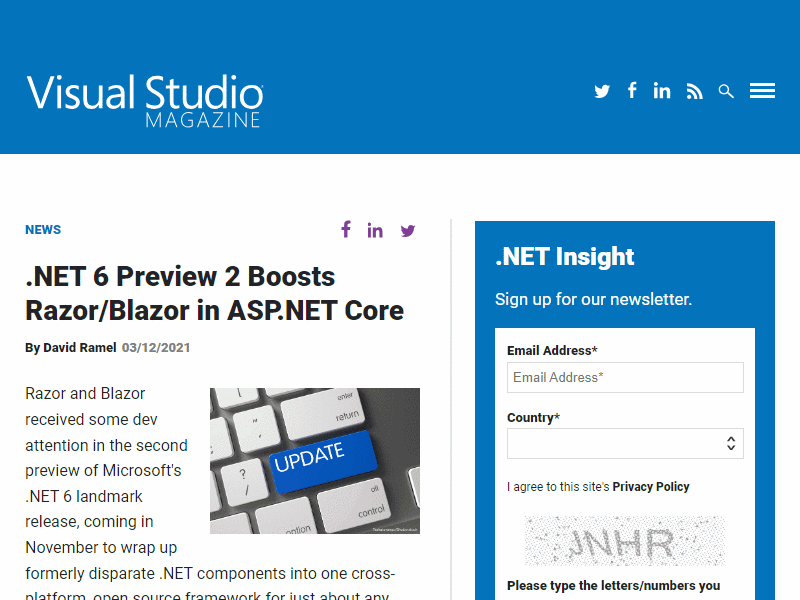 Visual Studio
MAGAZINE
NEWS
.NET 6 Preview 2 Boosts
Razor/Blazor in ASP.NET Core
By David Ramel 03/12/2021
Razor and Blazor
received some dev
attention in the second
preview of Microsoft's
.NET 6 landmark
release, coming in
November to wrap up
formerly disparate .NET components into one cross-
platform, open source framework for just about any
enter
return
UPDATE
?
/
alt
option
control
.NET Insight
Sign up for our newsletter.
Email Address*
Email Address*
Country*
I agree to this site's Privacy Policy
JNHR
Please type the letters/numbers you